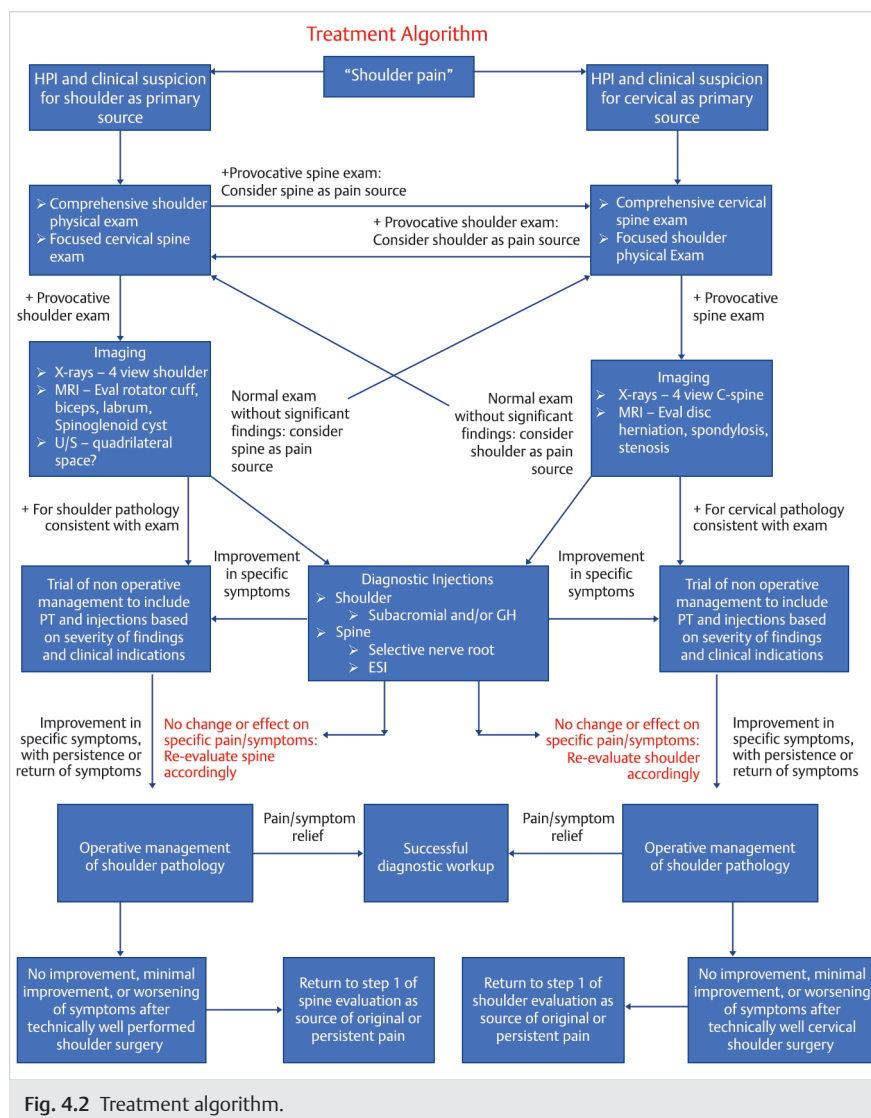 Treatment Algorithm
HPI and clinical suspicion
for shoulder as primary
source
“Shoulder pain”
HPI and clinical suspicion
for cervical as primary
source
+Provocative spine exam:
Consider spine as pain source
➢ Comprehensive shoulder
physical exam
➢ Focused cervical spine
exam
+ Provocative shoulder exam:
Consider shoulder as pain source
➢ Comprehensive cervical
spine exam
➢ Focused shoulder
physical Exam
+ Provocative
shoulder exam
+ Provocative
spine exam
Imaging
➢ X-rays – 4 view shoulder
➢ MRI – Eval rotator cuff,
biceps, labrum,
Spinoglenoid cyst
➢ U/S – quadrilateral
space?
Normal exam
without significant
findings: consider
spine as pain
source
Normal exam
without significant
findings: consider
shoulder as pain
source
Imaging
➢ X-rays – 4 view C-spine
➢ MRI – Eval disc
herniation, spondylosis,
stenosis
+ For shoulder pathology
consistent with exam
+ For cervical pathology
consistent with exam
Improvement
in specific
symptoms
Improvement
in specific
symptoms
Trial of non operative
management to include
PT and injections based
on severity of findings
and clinical indications
Diagnostic Injections
➢ Shoulder
➢ Subacromial and/or GH
➢ Spine
➢ Selective nerve root
➢ ESI
Trial of non operative
management to include
PT and injections based
on severity of findings
and clinical indications
Improvement in
specific symptoms,
with persistence or
return of symptoms
No change or effect on
specific pain/symptoms:
Re-evaluate spine
accordingly
No change or effect on
specific pain/symptoms:
Re-evaluate shoulder
accordingly
Improvement in
specific symptoms,
with persistence or
return of symptoms
Operative management
of shoulder pathology
Pain/symptom
relief
Successful
diagnostic workup
Pain/symptom
relief
Operative management
of shoulder pathology
No improvement, minimal
improvement, or worsening
of symptoms after
technically well performed
shoulder surgery
Return to step 1 of
spine evaluation as
source of original or
persistent pain
Return to step 1 of
shoulder evaluation as
source of original or
persistent pain
No improvement, minimal
improvement, or worsening
of symptoms after
technically well cervical
shoulder surgery
Fig. 4.2 Treatment algorithm.